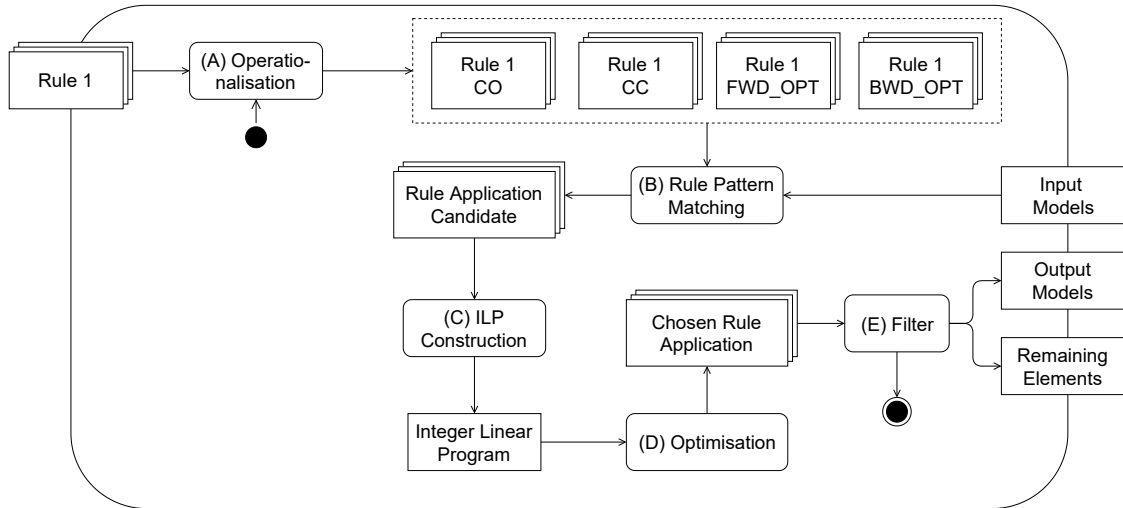 Rule 1
(A) Operatio-
nalisation
Rule 1
CO
Rule 1
CC
Rule 1
FWD_OPT
Rule 1
BWD_OPT
Rule Application
Candidate
(B) Rule Pattern
Matching
Input
Models
Output
Models
(C) ILP
Construction
Chosen Rule
Application
(E) Filter
Remaining
Elements
Integer Linear
Program
(D) Optimisation